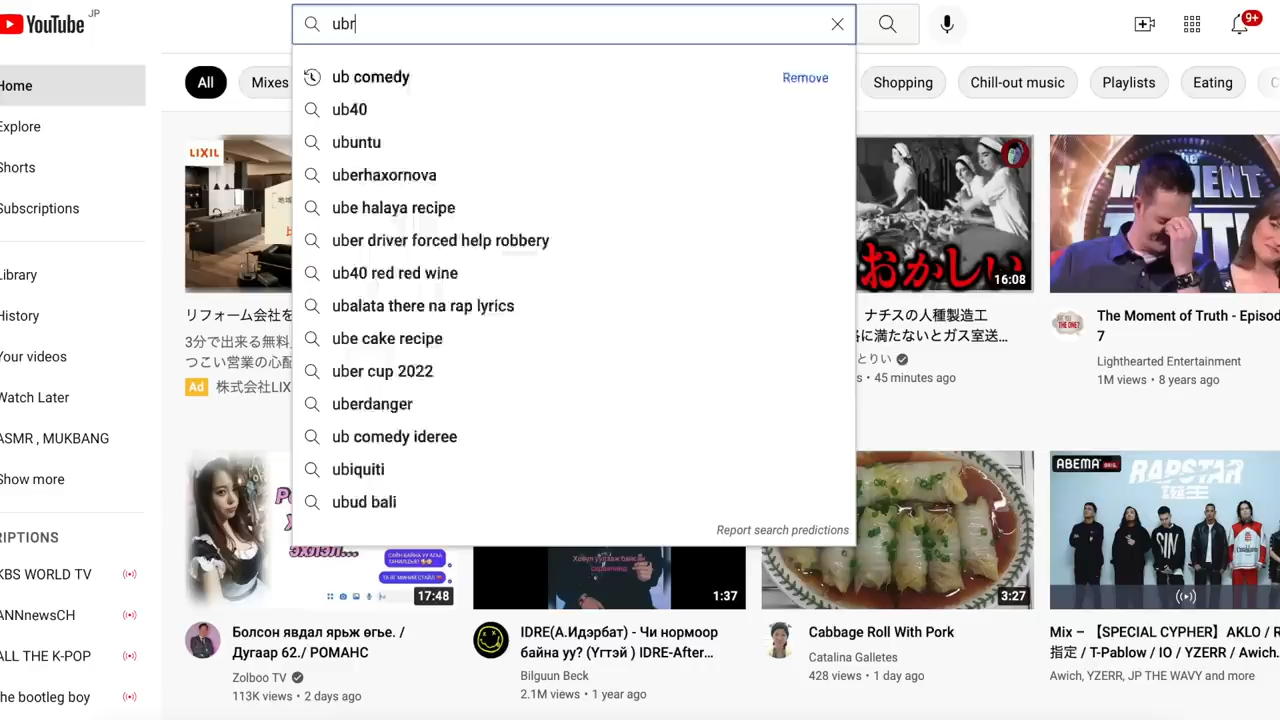 YouTube JP
ubr
9+
Home
Explore
Shorts
Subscriptions
Library
History
Your videos
Watch Later
ASMR , MUKBANG
Show more
RIPTIONS
KBS WORLD TV
ANNnewsCH
ALL THE K-POP
he bootleg boy
All
Mixes
Shopping
Chill-out music
Playlists
Eating
ub comedy
Remove
ub40
ubuntu
uberhaxornova
ube halaya recipe
uber driver forced help robbery
ub40 red red wine
ubalata there na rap lyrics
ube cake recipe
uber cup 2022
uberdanger
ub comedy ideree
ubiquiti
ubud bali
Report search predictions
LIXIL
リフォーム会社を
3分で出来る無料
つこい営業の心配
Ad 株式会社LIX
おかしい
16:08
ナチスの人種製造工
に満たないとガス室送...
とりい
s • 45 minutes ago
The
MOMENT
THE ONE?
The Moment of Truth - Episod
7
Lighthearted Entertainment
1M views • 8 years ago
17:48
Болсон явдал ярьж өгье. /
Дугаар 62./ РОМАНС
Zolboo TV
113K views • 2 days ago
1:37
IDRE(А.Идэрбат) - Чи нормоор
байна уу? (Үгтэй ) IDRE-After...
Bilguun Beck
2.1M views • 1 year ago
3:27
Cabbage Roll With Pork
Catalina Galletes
428 views • 1 day ago
ABEMA
RAPSTAR
SIN
Mix – 【SPECIAL CYPHER】AKLO / R
指定 / T-Pablow / IO / YZERR / Awich.
Awich, YZERR, JP THE WAVY and more